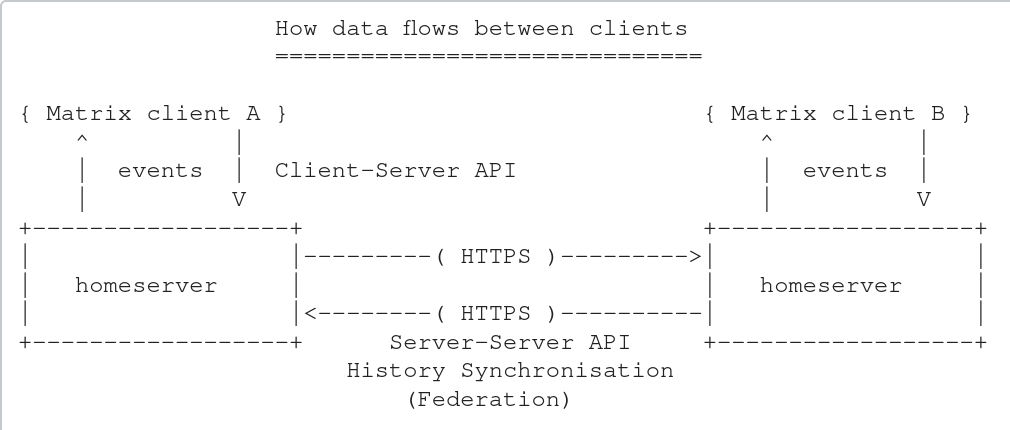 How data flows between clients
                  ==============================

{ Matrix client A }                             { Matrix client B }
    ^          |                                    ^          |
    |  events  |  Client-Server API                 |  events  |
    |          V                                    |          V
+------------------+                            +------------------+
|                  |---------( HTTPS )--------->|                  |
|   homeserver     |                            |   homeserver     |
|                  |<--------( HTTPS )----------|                  |
+------------------+      Server-Server API     +------------------+
                       History Synchronisation
                           (Federation)